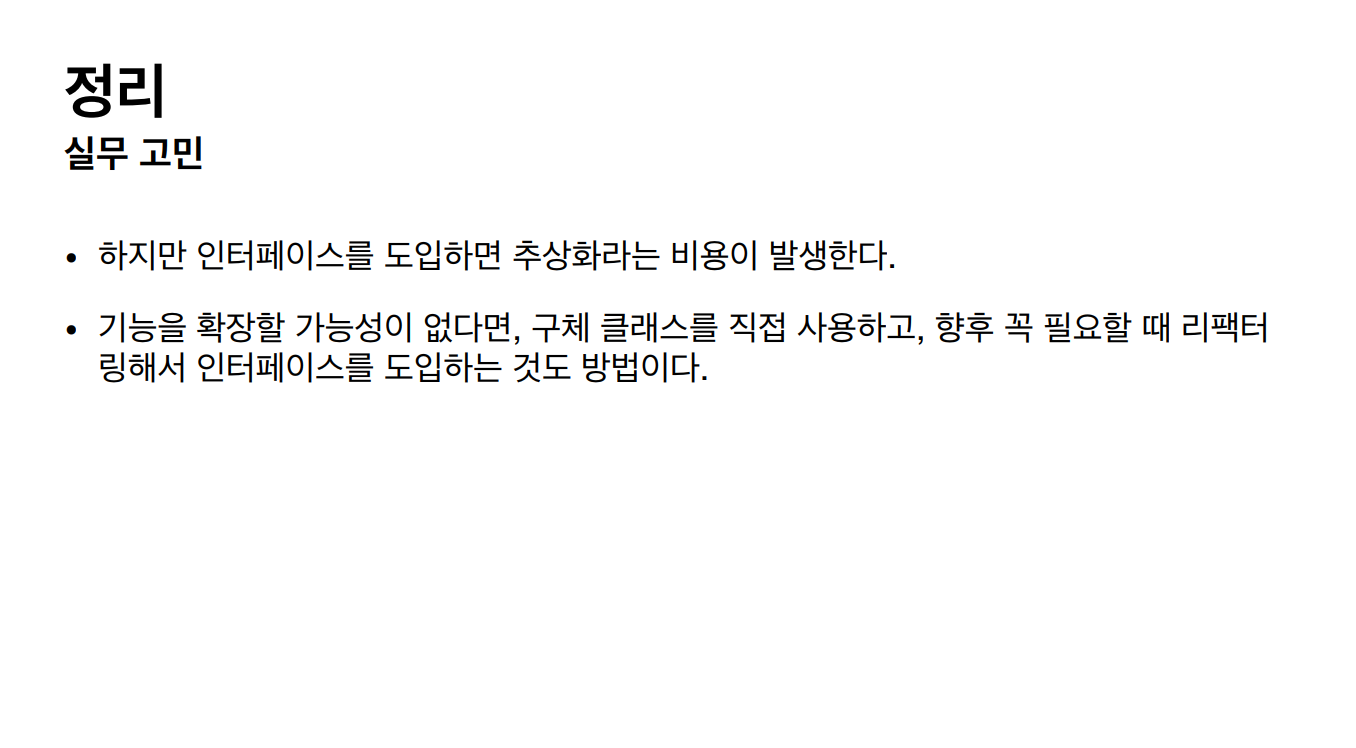 정리
실무 고민
• 하지만 인터페이스를 도입하면 추상화라는 비용이 발생한다.
• 기능을 확장할 가능성이 없다면, 구체 클래스를 직접 사용하고, 향후 꼭 필요할 때 리팩터
링해서 인터페이스를 도입하는 것도 방법이다.